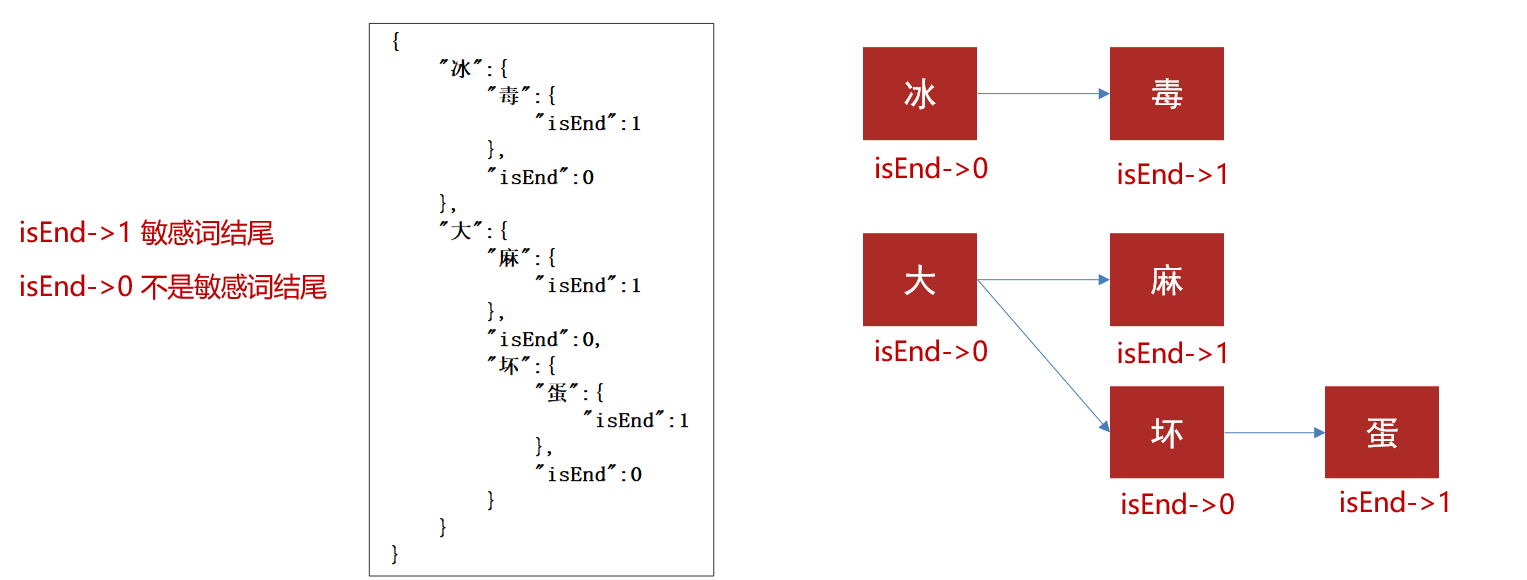 isEnd->1 敏感词结尾
isEnd->0 不是敏感词结尾
{
"冰":{
"毒":{
"isEnd":1
},
"isEnd":0
},
"大":{
"麻":{
"isEnd":1
},
"isEnd":0,
"坏":{
"蛋":{
"isEnd":1
},
"isEnd":0
}
}
}
冰
毒
isEnd->0
isEnd->1
大
麻
isEnd->0
isEnd->1
坏
蛋
isEnd->0
isEnd->1